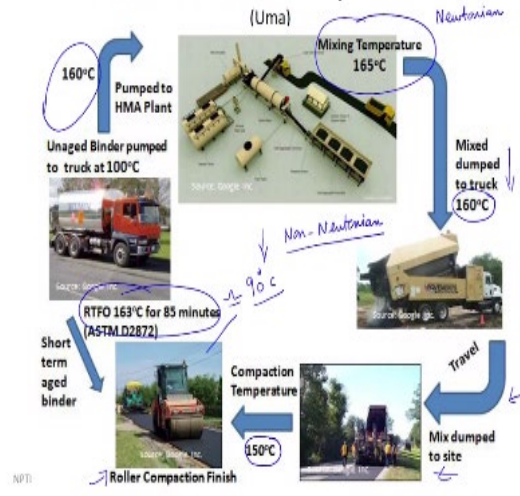 (Uma)
Newtonian
Mixing Temperature
165°C
160°C
Pumped to
HMA Plant
Unaged Binder pumped
to truck at 100°C
Source: Google Inc.
Mixed
dumped
to truck
160°C
Non-Newtonian
Source: Google Inc.
Source: Google Inc.
~ 90°C
RTFO 163°C for 85 minutes
(ASTM D2872)
Short
term
aged
binder
Compaction
Temperature
150°C
Travel
Mix dumped
to site
Source: Google Inc.
Source: Google Inc.
NPTI
Roller Compaction Finish